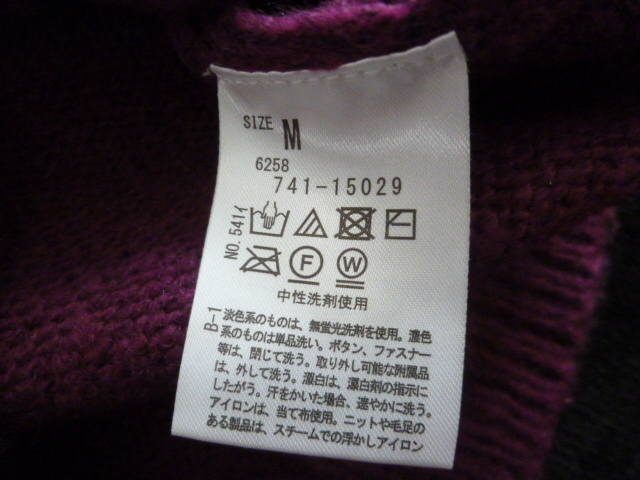 SIZE M
6258
741-15029
NO. 541イ
F W
中性洗剤使用
B-1
淡色系のものは、無蛍光洗剤を使用。濃色
系のものは単品洗い。ボタン、ファスナー
等は、閉じて洗う。取り外し可能な附属品
は、外して洗う。漂白は、漂白剤の指示に
したがう。汗をかいた場合、速やかに洗う。
アイロンは、当て布使用。ニットや毛足の
ある製品は、スチームでの浮かしアイロン